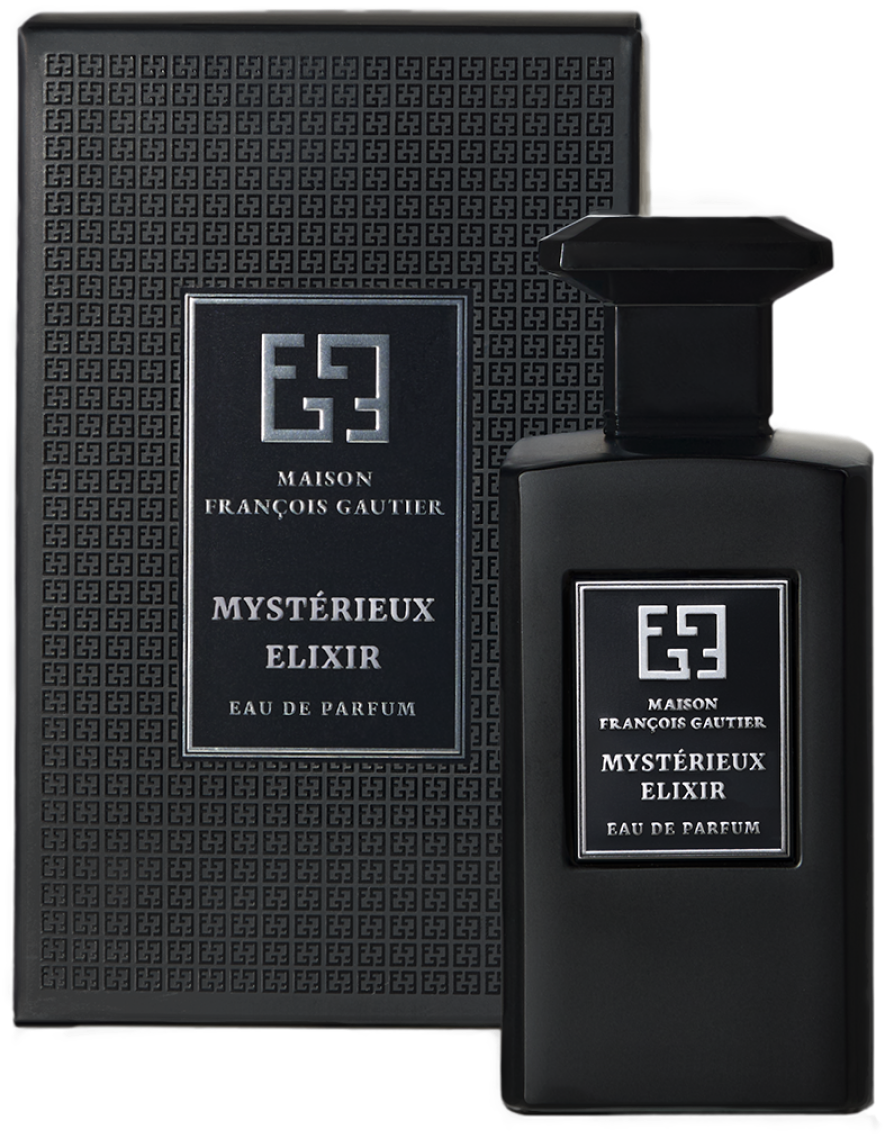 MAISON
FRANÇOIS GAUTIER
MYSTÉRIEUX
ELIXIR
EAU DE PARFUM
MAISON
FRANÇOIS GAUTIER
MYSTÉRIEUX
ELIXIR
EAU DE PARFUM